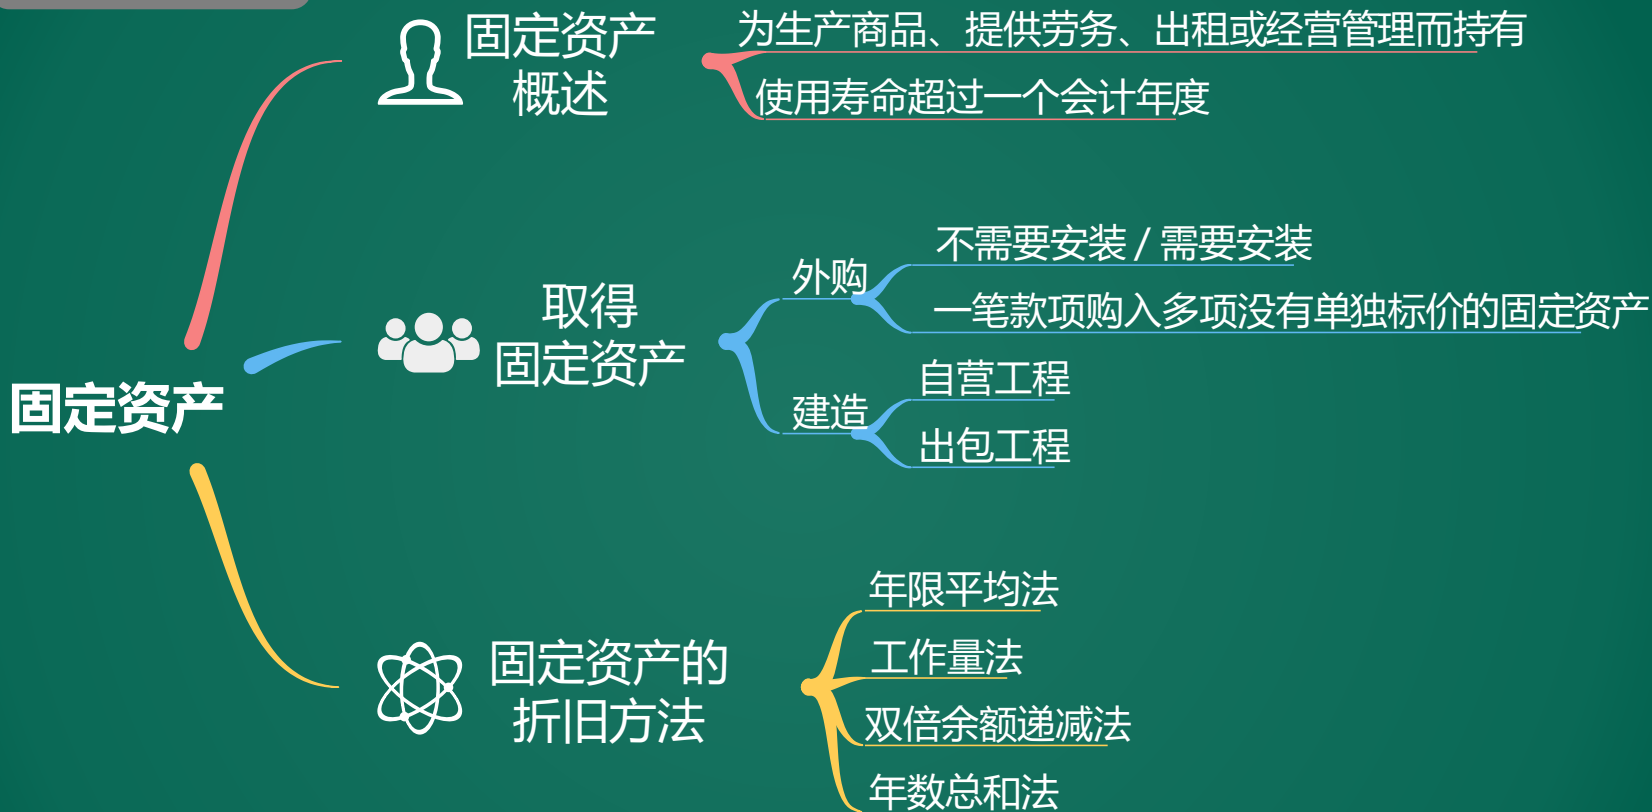 固定资产
固定资产
概述
为生产商品、提供劳务、出租或经营管理而持有
使用寿命超过一个会计年度
取得
固定资产
外购
不需要安装 / 需要安装
一笔款项购入多项没有单独标价的固定资产
建造
自营工程
出包工程
固定资产的
折旧方法
年限平均法
工作量法
双倍余额递减法
年数总和法